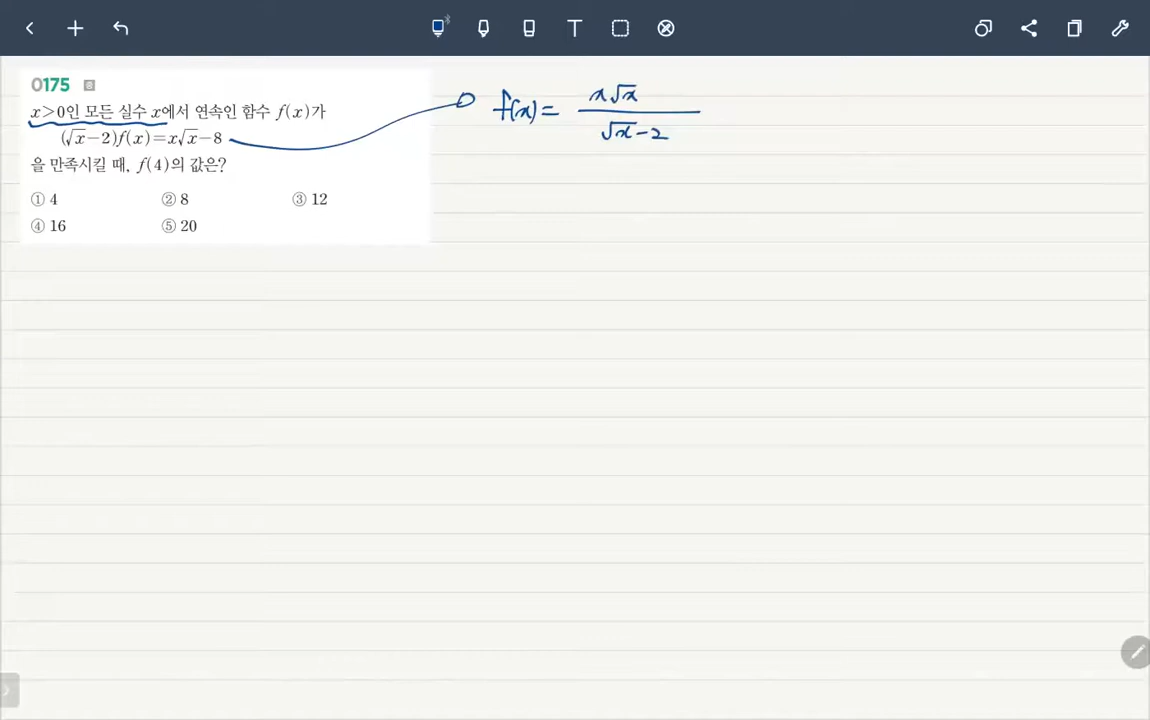 0175 8
x>0인 모든 실수 x에서 연속인 함수 f(x)가
(√x-2)f(x)=x√x-8
을 만족시킬 때, f(4)의 값은?
① 4 ② 8 ③ 12
④ 16 ⑤ 20
f(x)= x√x / √x-2
T